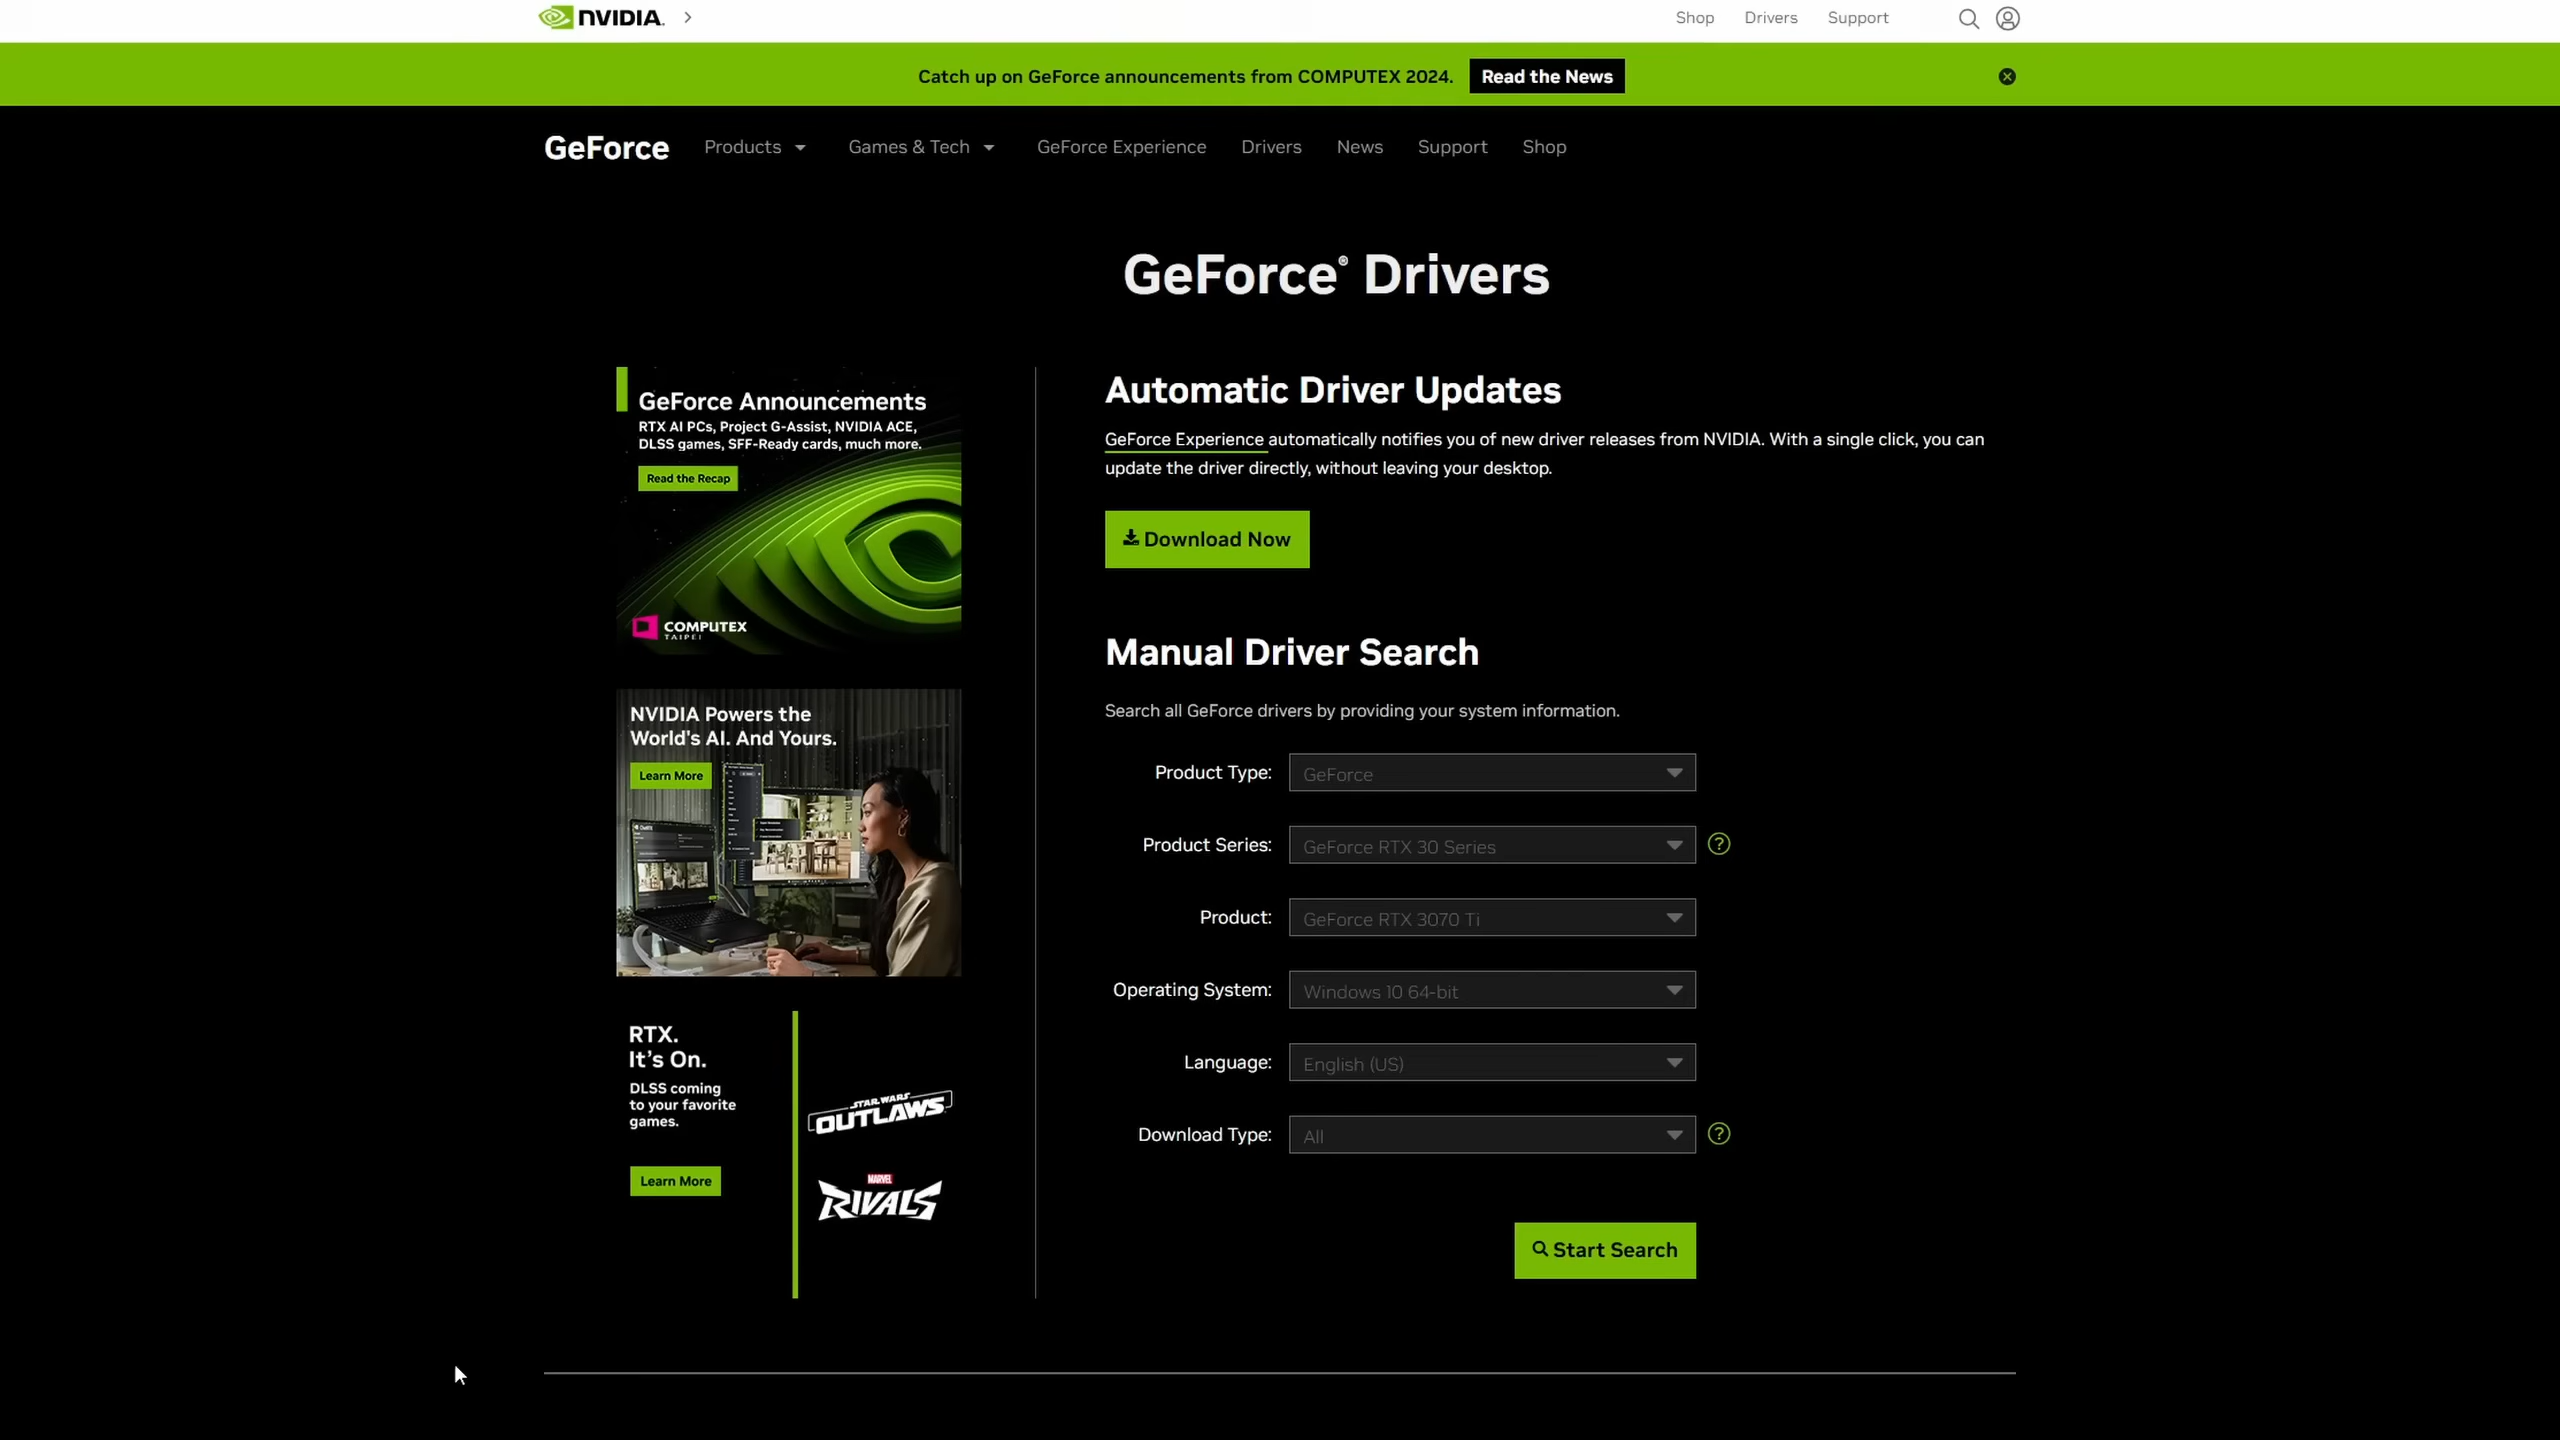 NVIDIA.
Shop
Drivers
Support
Catch up on GeForce announcements from COMPUTEX 2024.
Read the News
GeForce
Products
Games & Tech
GeForce Experience
Drivers
News
Support
Shop
GeForce® Drivers
GeForce Announcements
RTX AI PCs, Project G-Assist, NVIDIA ACE,
DLSS games, SFF-Ready cards, much more.
Read the Recap
COMPUTEX
TAIPEI
NVIDIA Powers the
World's AI. And Yours.
Learn More
RTX.
It's On.
DLSS coming
to your favorite
games.
Learn More
STAR WARS
OUTLAWS
MARVEL
RIVALS
Automatic Driver Updates
GeForce Experience automatically notifies you of new driver releases from NVIDIA. With a single click, you can
update the driver directly, without leaving your desktop.
Download Now
Manual Driver Search
Search all GeForce drivers by providing your system information.
Product Type: GeForce
Product Series: GeForce RTX 30 Series ?
Product: GeForce RTX 3070 Ti
Operating System: Windows 10 64-bit
Language: English (US)
Download Type: All ?
Start Search